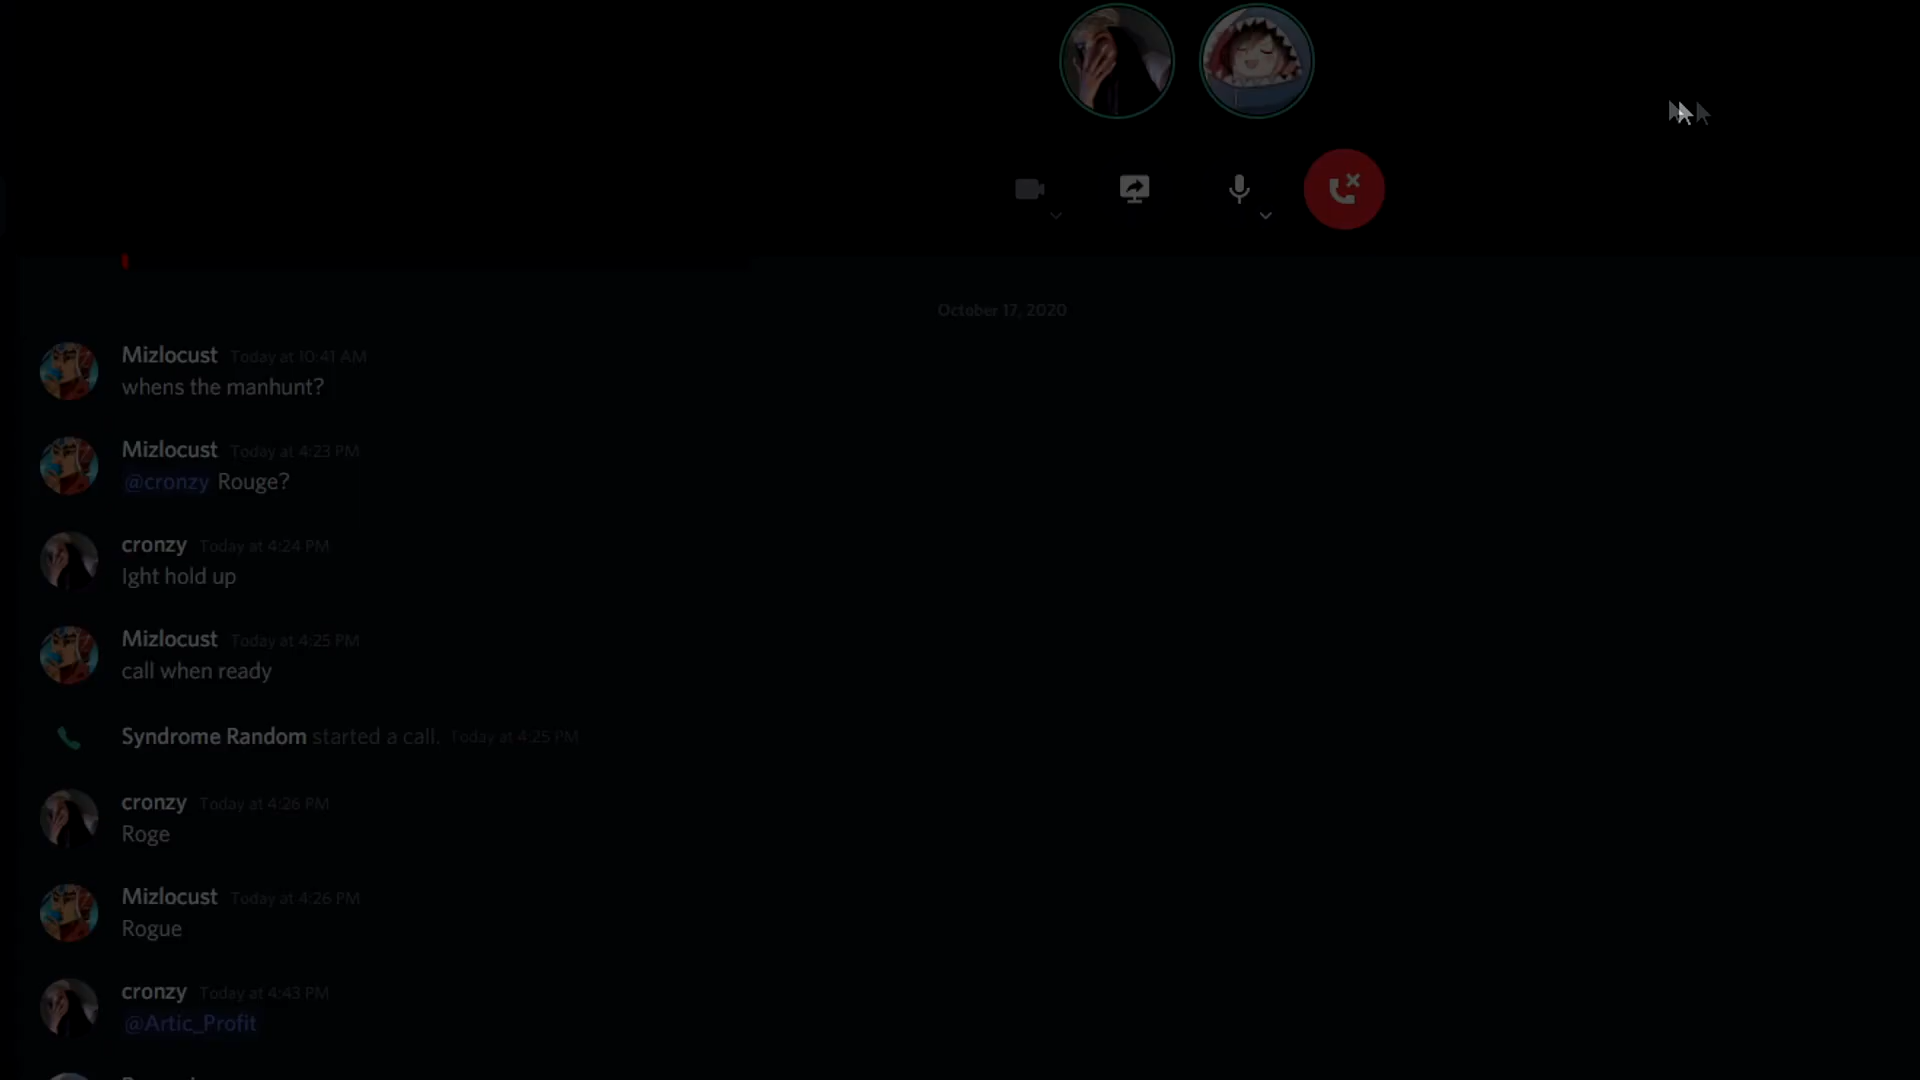 October 17, 2020
Mizlocust Today at 10:41 AM
whens the manhunt?
Mizlocust Today at 4:23 PM
@cronzy Rouge?
cronzy Today at 4:24 PM
Ight hold up
Mizlocust Today at 4:25 PM
call when ready
Syndrome Random started a call. Today at 4:25 PM
cronzy Today at 4:26 PM
Roge
Mizlocust Today at 4:26 PM
Rogue
cronzy Today at 4:43 PM
@Artic_Profit